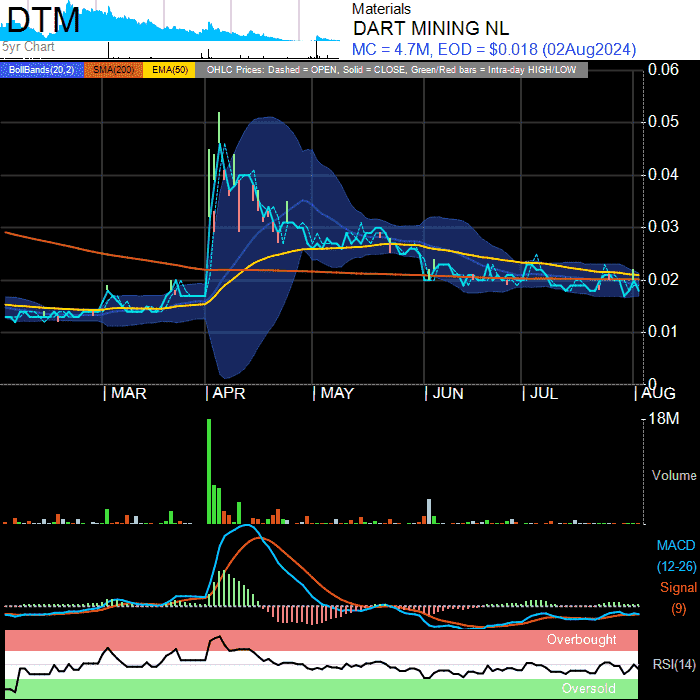 DTM
5yr Chart
Materials
DART MINING NL
MC = 4.7M, EOD = $0.018 (02Aug2024)
BollBands(20,2) SMA(200) EMA(50) OHLC Prices: Dashed = OPEN, Solid = CLOSE, Green/Red bars = Intra-day HIGH/LOW
0.06
0.05
0.04
0.03
0.02
0.01
0
MAR APR MAY JUN JUL AUG
18M
Volume
MACD
(12-26)
Signal
(9)
Overbought
RSI(14)
Oversold